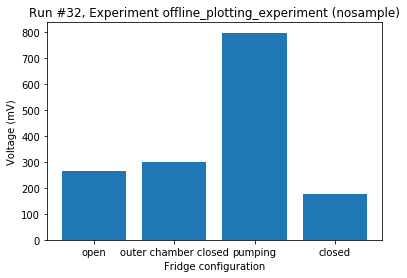 Run #32, Experiment offline_plotting_experiment (nosample)
Voltage (mV)
800
700
600
500
400
300
200
100
0
open outer chamber closed pumping closed
Fridge configuration